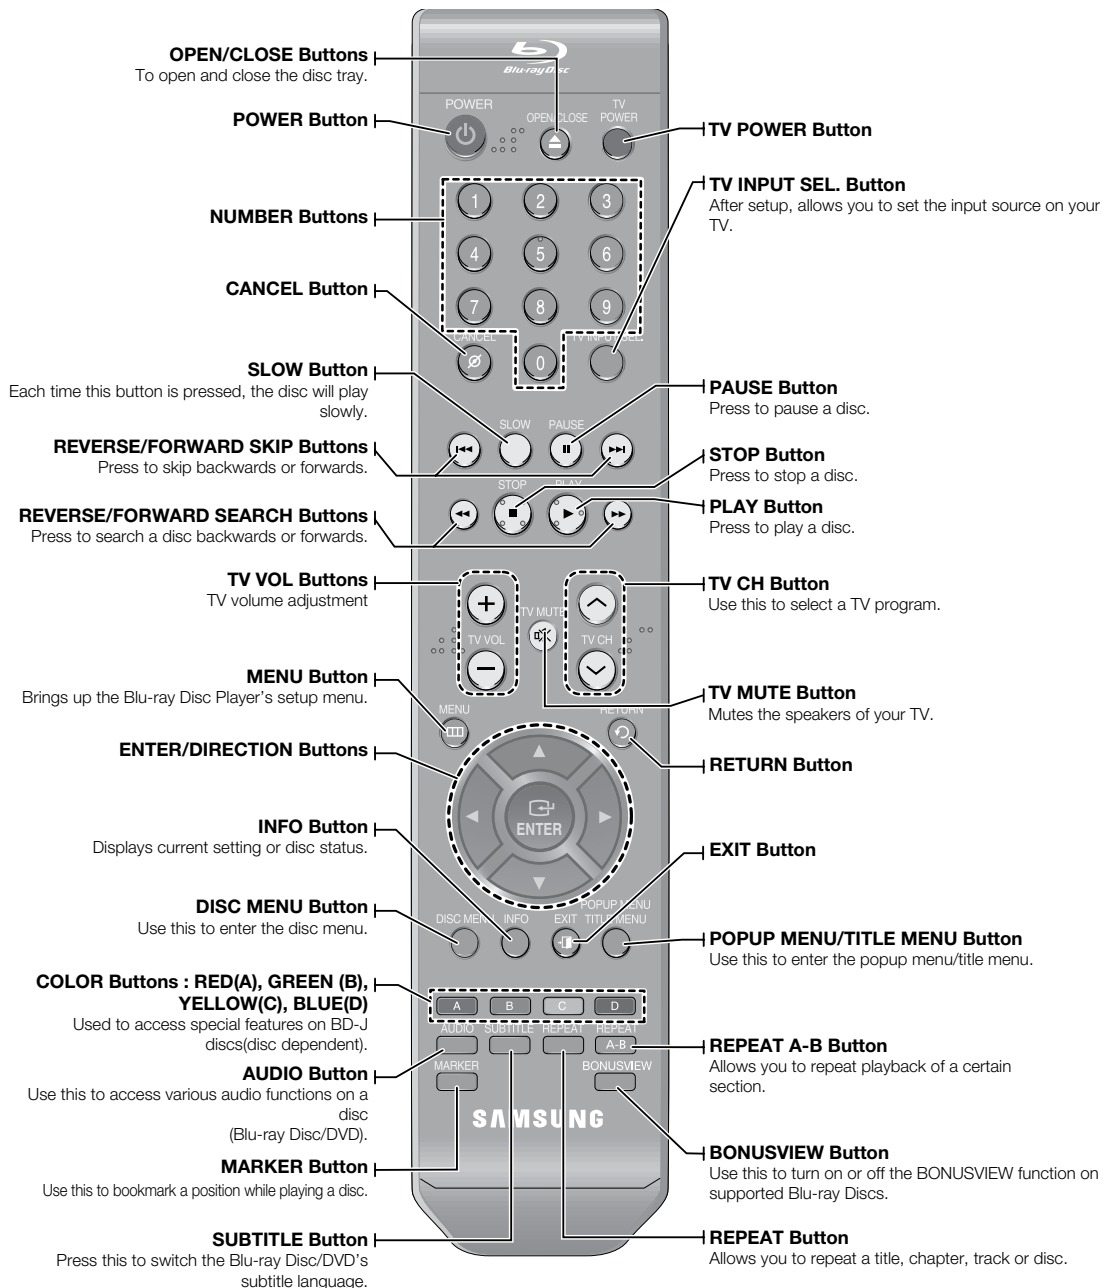 OPEN/CLOSE Buttons
To open and close the disc tray.
POWER Button
NUMBER Buttons
CANCEL Button
SLOW Button
Each time this button is pressed, the disc will play
slowly.
REVERSE/FORWARD SKIP Buttons
Press to skip backwards or forwards.
REVERSE/FORWARD SEARCH Buttons
Press to search a disc backwards or forwards.
TV VOL Buttons
TV volume adjustment
MENU Button
Brings up the Blu-ray Disc Player's setup menu.
ENTER/DIRECTION Buttons
INFO Button
Displays current setting or disc status.
DISC MENU Button
Use this to enter the disc menu.
COLOR Buttons : RED(A), GREEN (B),
YELLOW(C), BLUE(D)
Used to access special features on BD-J
discs(disc dependent).
AUDIO Button
Use this to access various audio functions on a
disc
(Blu-ray Disc/DVD).
MARKER Button
Use this to bookmark a position while playing a disc.
SUBTITLE Button
Press this to switch the Blu-ray Disc/DVD's
subtitle language.
Blu-ray Disc
POWER
OPEN/CLOSE
TV
POWER
1 2 3
4 5 6
7 8 9
CANCEL
TV INPUT SEL.
0
SLOW PAUSE
STOP PLAY
TV MUTE
TV VOL TV CH
MENU RETURN
ENTER
POPUP MENU
DISC MENU INFO EXIT TITLE MENU
A B C D
AUDIO SUBTITLE REPEAT REPEAT
A-B
MARKER BONUSVIEW
SAMSUNG
TV POWER Button
TV INPUT SEL. Button
After setup, allows you to set the input source on your
TV.
PAUSE Button
Press to pause a disc.
STOP Button
Press to stop a disc.
PLAY Button
Press to play a disc.
TV CH Button
Use this to select a TV program.
TV MUTE Button
Mutes the speakers of your TV.
RETURN Button
EXIT Button
POPUP MENU/TITLE MENU Button
Use this to enter the popup menu/title menu.
REPEAT A-B Button
Allows you to repeat playback of a certain
section.
BONUSVIEW Button
Use this to turn on or off the BONUSVIEW function on
supported Blu-ray Discs.
REPEAT Button
Allows you to repeat a title, chapter, track or disc.